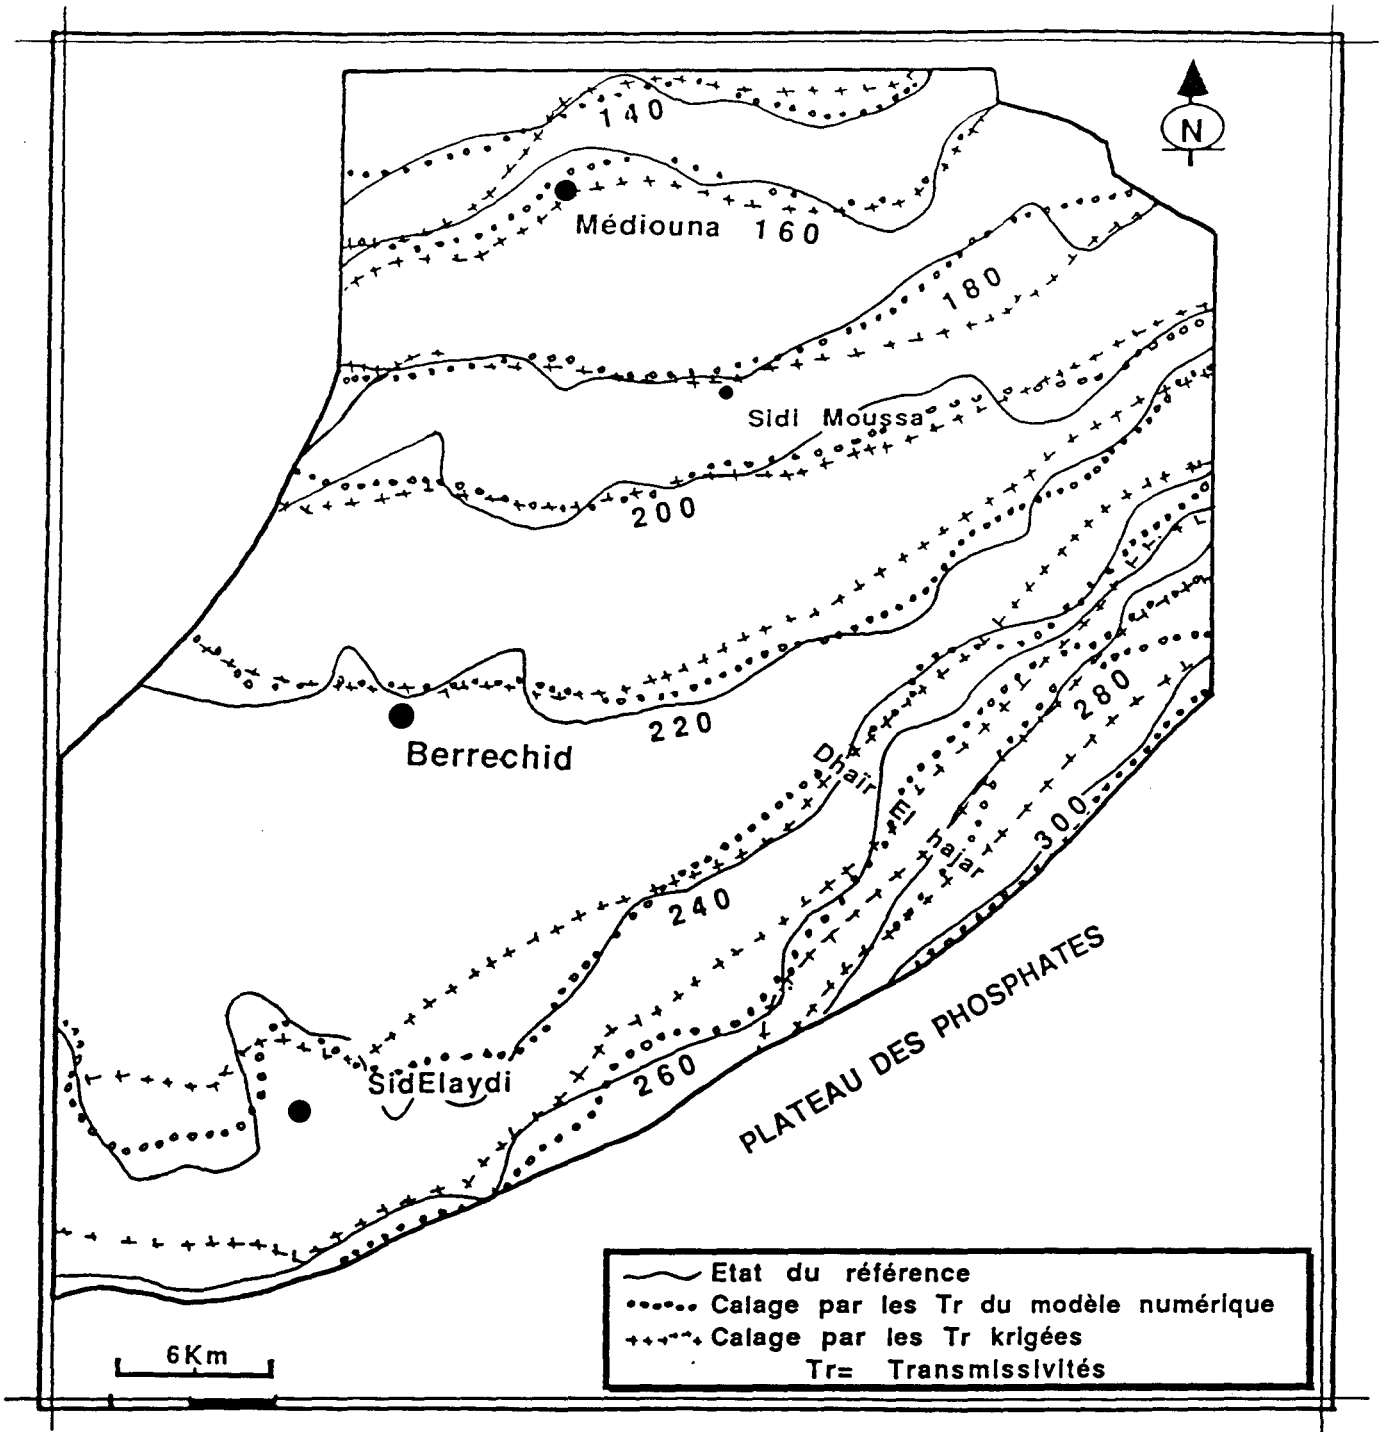 N
140
Médiouna 160
180
Sidi Moussa
200
220
Berrechid
280
Dhaïr
El
hajar
300
240
SidElaydi
260
PLATEAU DES PHOSPHATES
Etat du référence
Calage par les Tr du modèle numérique
Calage par les Tr krigées
Tr= Transmissivités
6Km